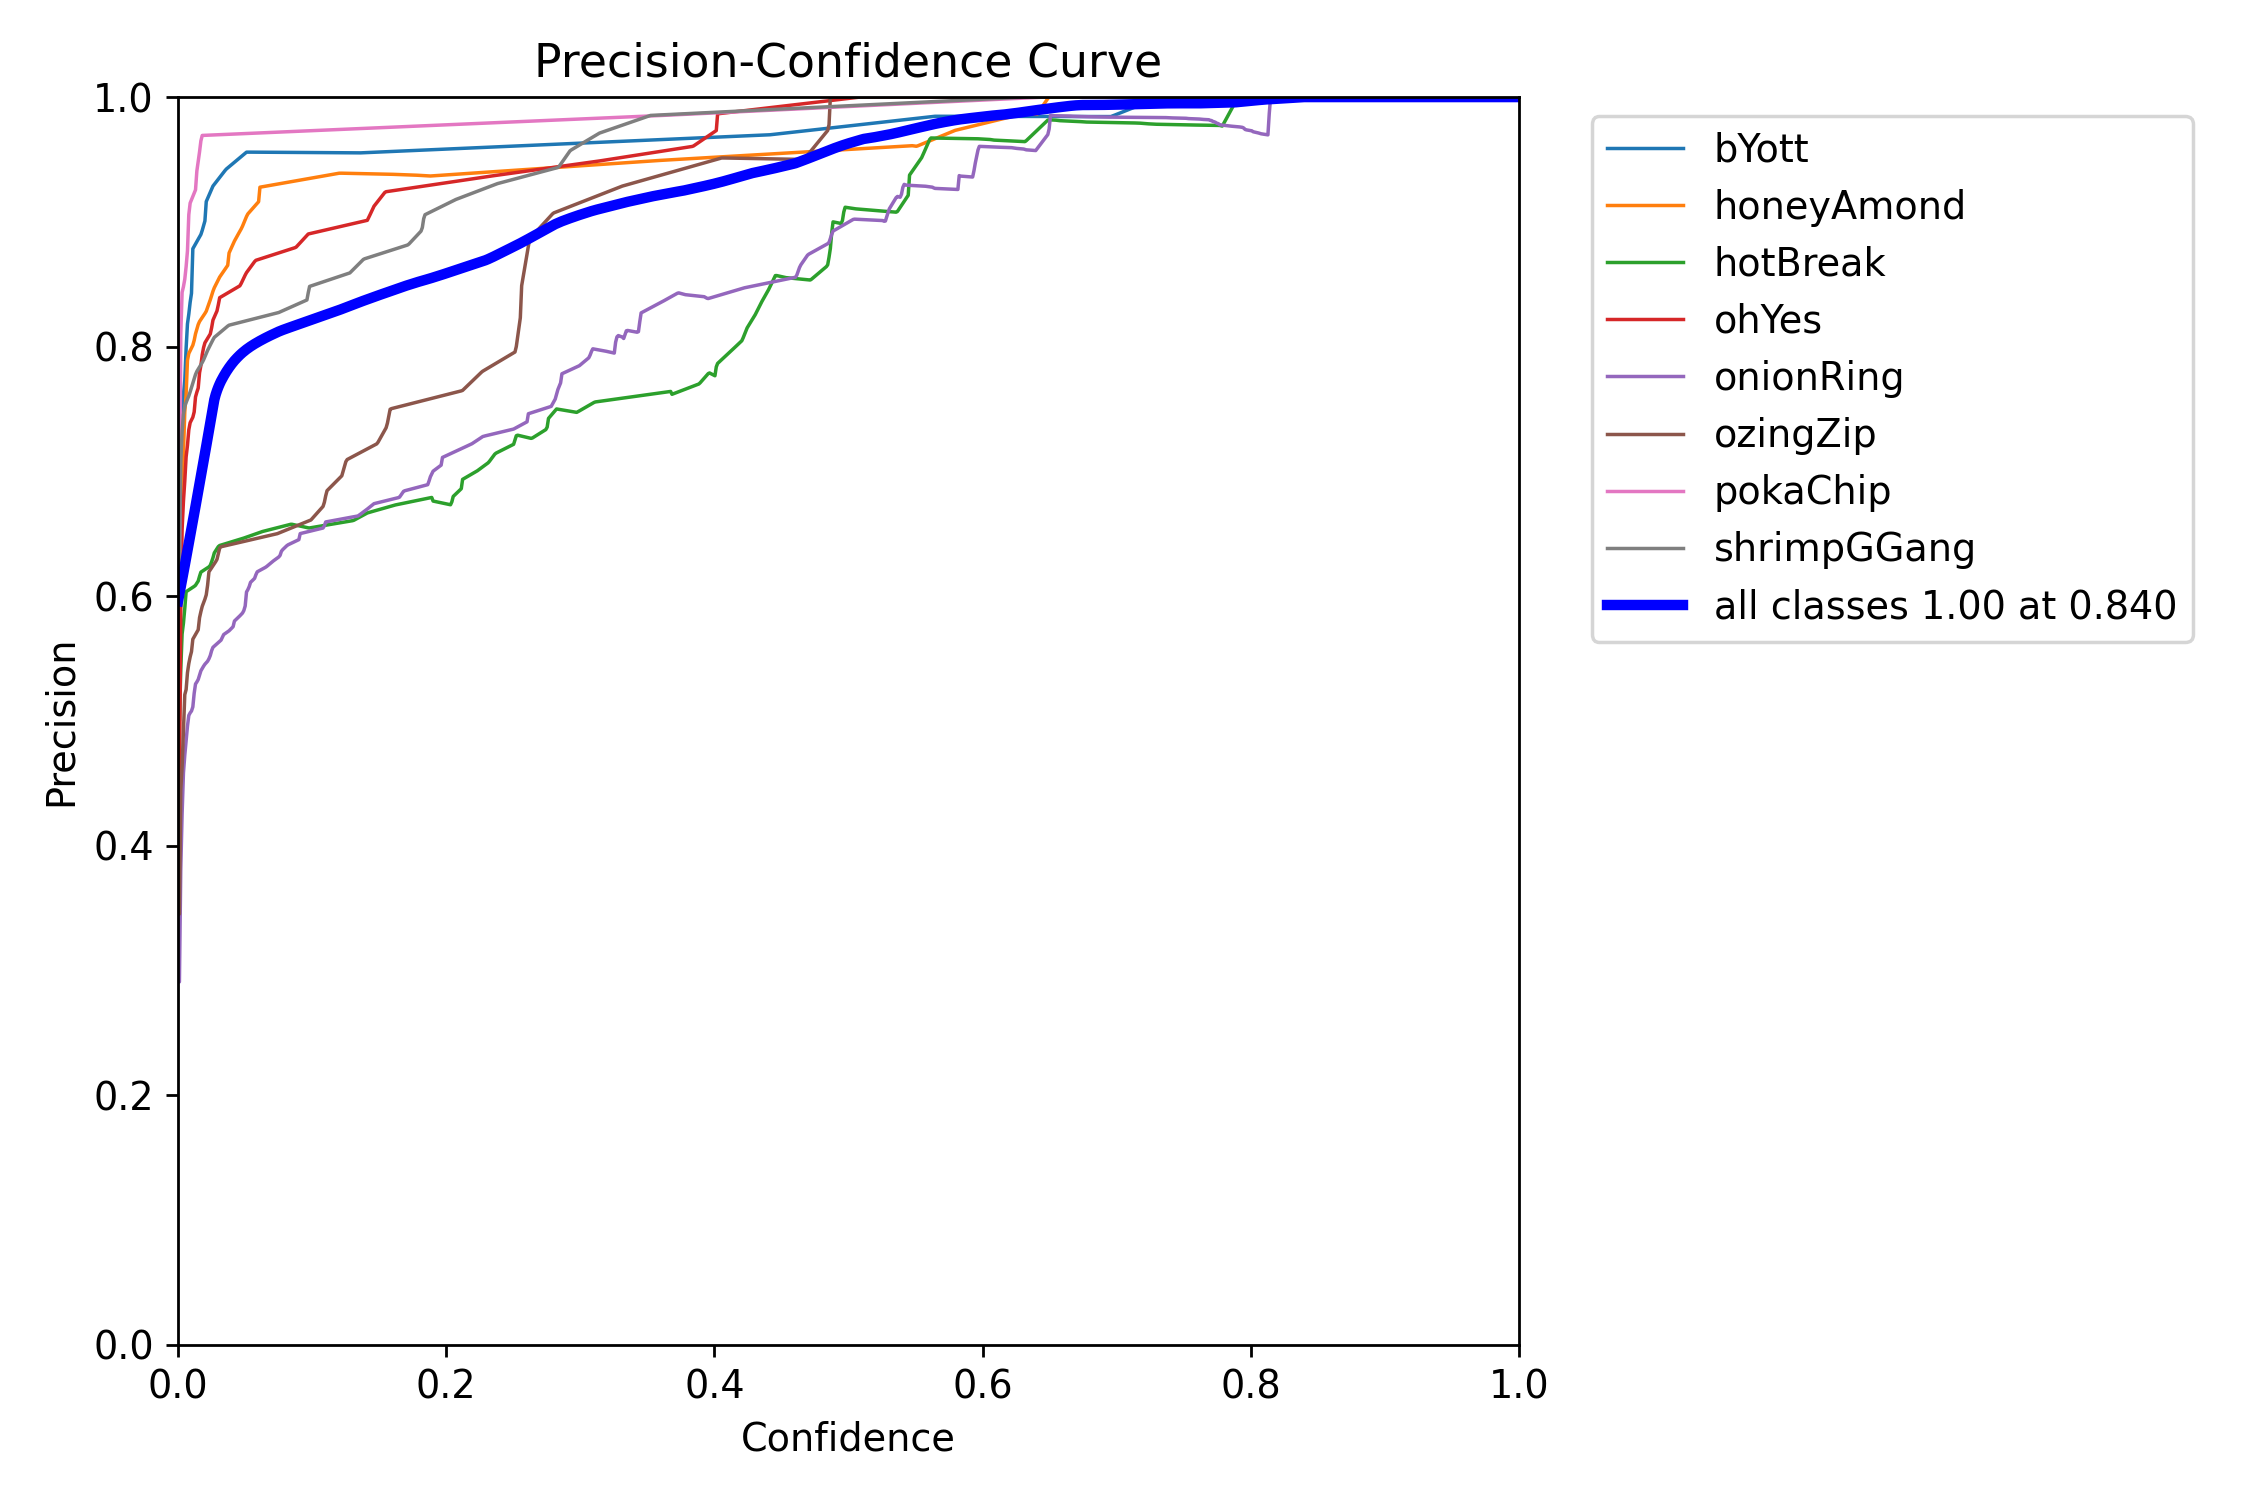 Precision-Confidence Curve
1.0
0.8
0.6
0.4
0.2
0.0
Precision
0.0 0.2 0.4 0.6 0.8 1.0
Confidence
bYott
honeyAmond
hotBreak
ohYes
onionRing
ozingZip
pokaChip
shrimpGGang
all classes 1.00 at 0.840